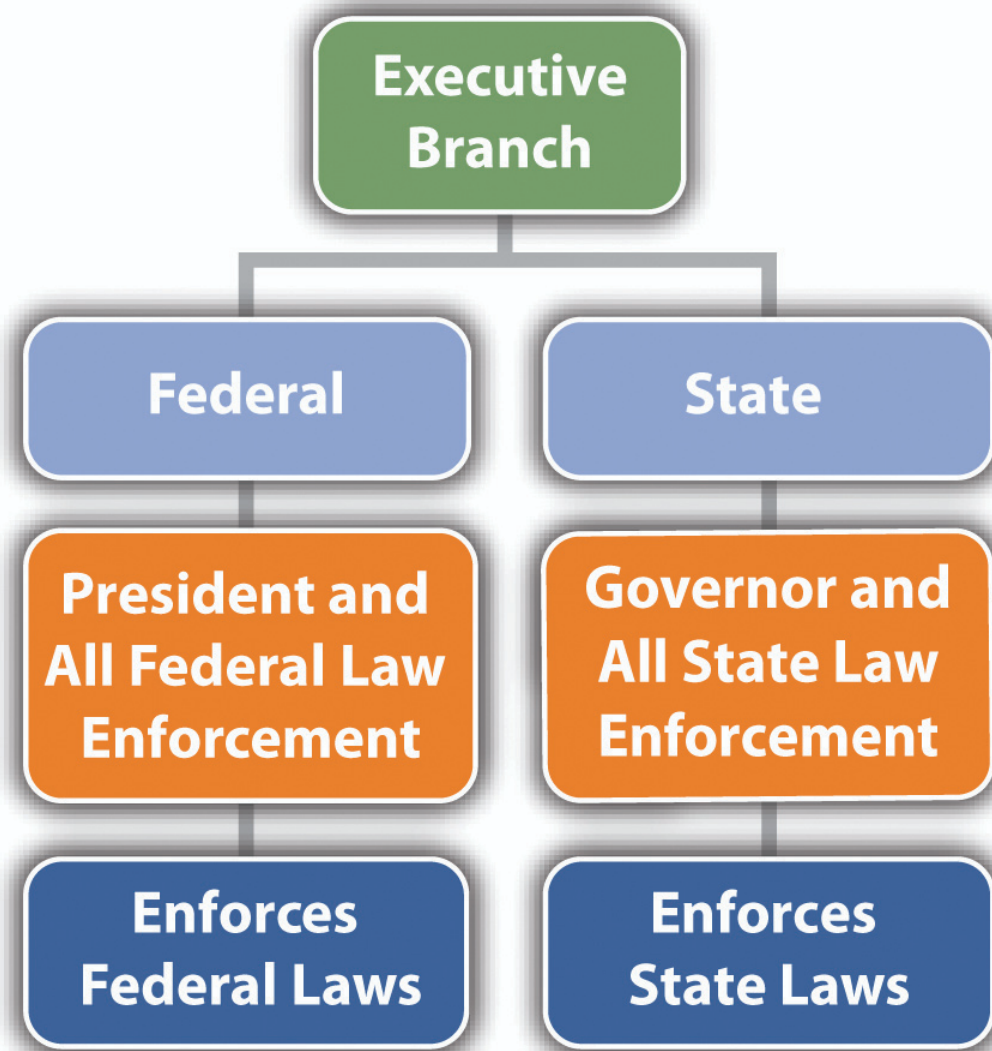 Executive
Branch
Federal
State
President and
All Federal Law
Enforcement
Governor and
All State Law
Enforcement
Enforces
Federal Laws
Enforces
State Laws